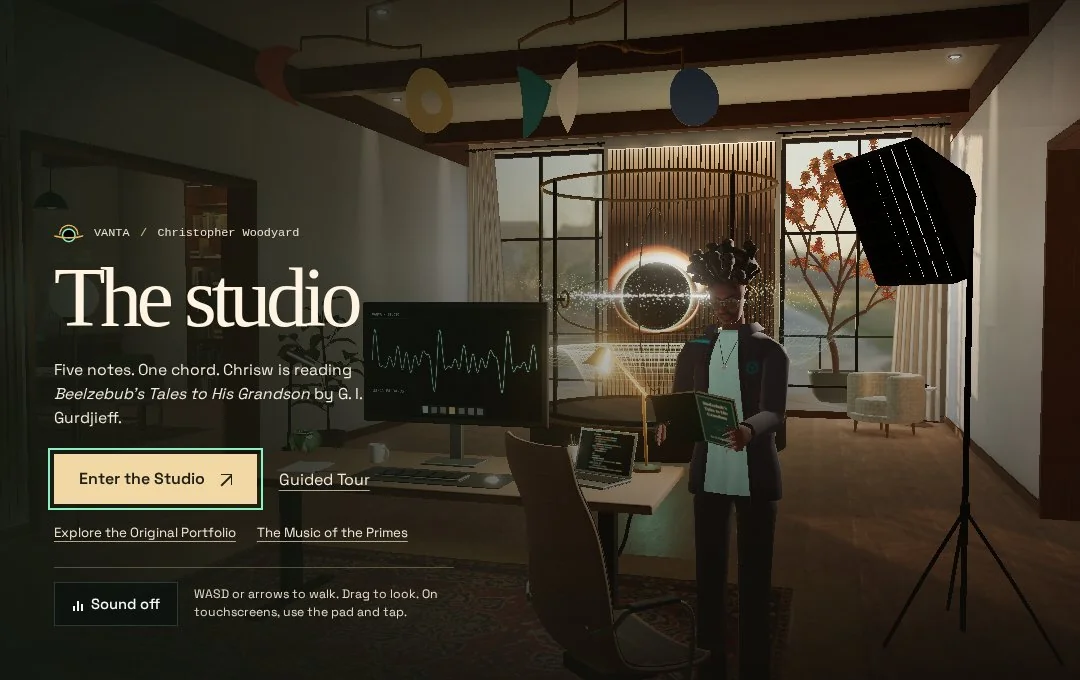 VANTA / Christopher Woodyard
The studio
Five notes. One chord. Chrisw is reading
Beelzebub's Tales to His Grandson by G. I.
Gurdjieff.
Enter the Studio
Guided Tour
Explore the Original Portfolio
The Music of the Primes
Sound off
WASD or arrows to walk. Drag to look. On
touchscreens, use the pad and tap.